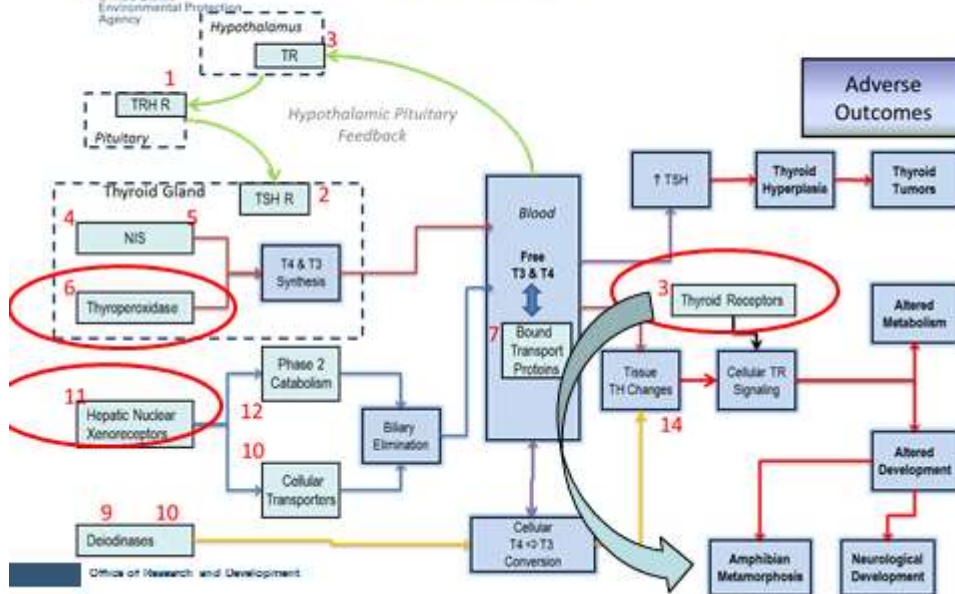 Environmental Protection
Agency
Hypothalamus
3
TR
1
TRH R
Pituitary
Hypothalamic Pituitary
Feedback
Adverse
Outcomes
Thyroid Gland
TSH R
2
4
5
NIS
6
Thyroperoxidase
T4 & T3
Synthesis
Blood
Free
T3 & T4
7
Bound
Transport
Proteins
↑ TSH
Thyroid
Hyperplasia
Thyroid
Tumors
3
Thyroid Receptors
Altered
Metabolism
Tissue
TH Changes
Cellular TR
Signaling
14
11
Hepatic Nuclear
Xenoreceptors
Phase 2
Catabolism
12
10
Cellular
Transporters
Biliary
Elimination
Altered
Development
9
10
Deiodinases
Cellular
T4 ⇨ T3
Conversion
Amphibian
Metamorphosis
Neurological
Development
Office of Research and Development